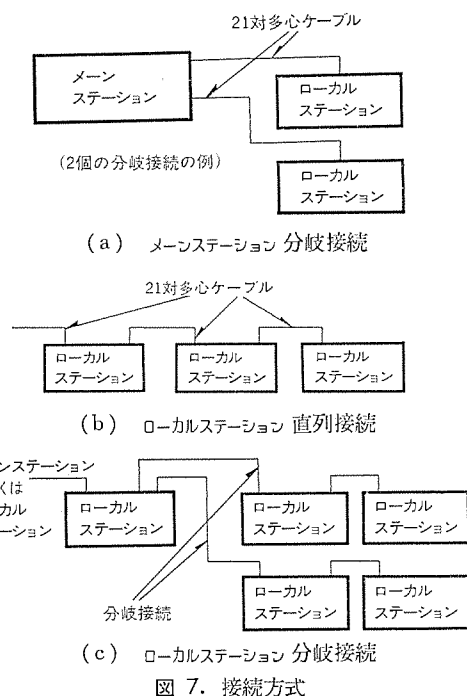 21対多心ケーブル
メーン
ステーション
ローカル
ステーション
(2個の分岐接続の例)
ローカル
ステーション
(a) メーンステーション 分岐接続
21対多心ケーブル
ローカル
ステーション
ローカル
ステーション
ローカル
ステーション
(b) ローカルステーション 直列接続
ンステーション
くは
カル
ーション
ローカル
ステーション
ローカル
ステーション
ローカル
ステーション
ローカル
ステーション
ローカル
ステーション
分岐接続
(c) ローカルステーション 分岐接続
図 7. 接続方式